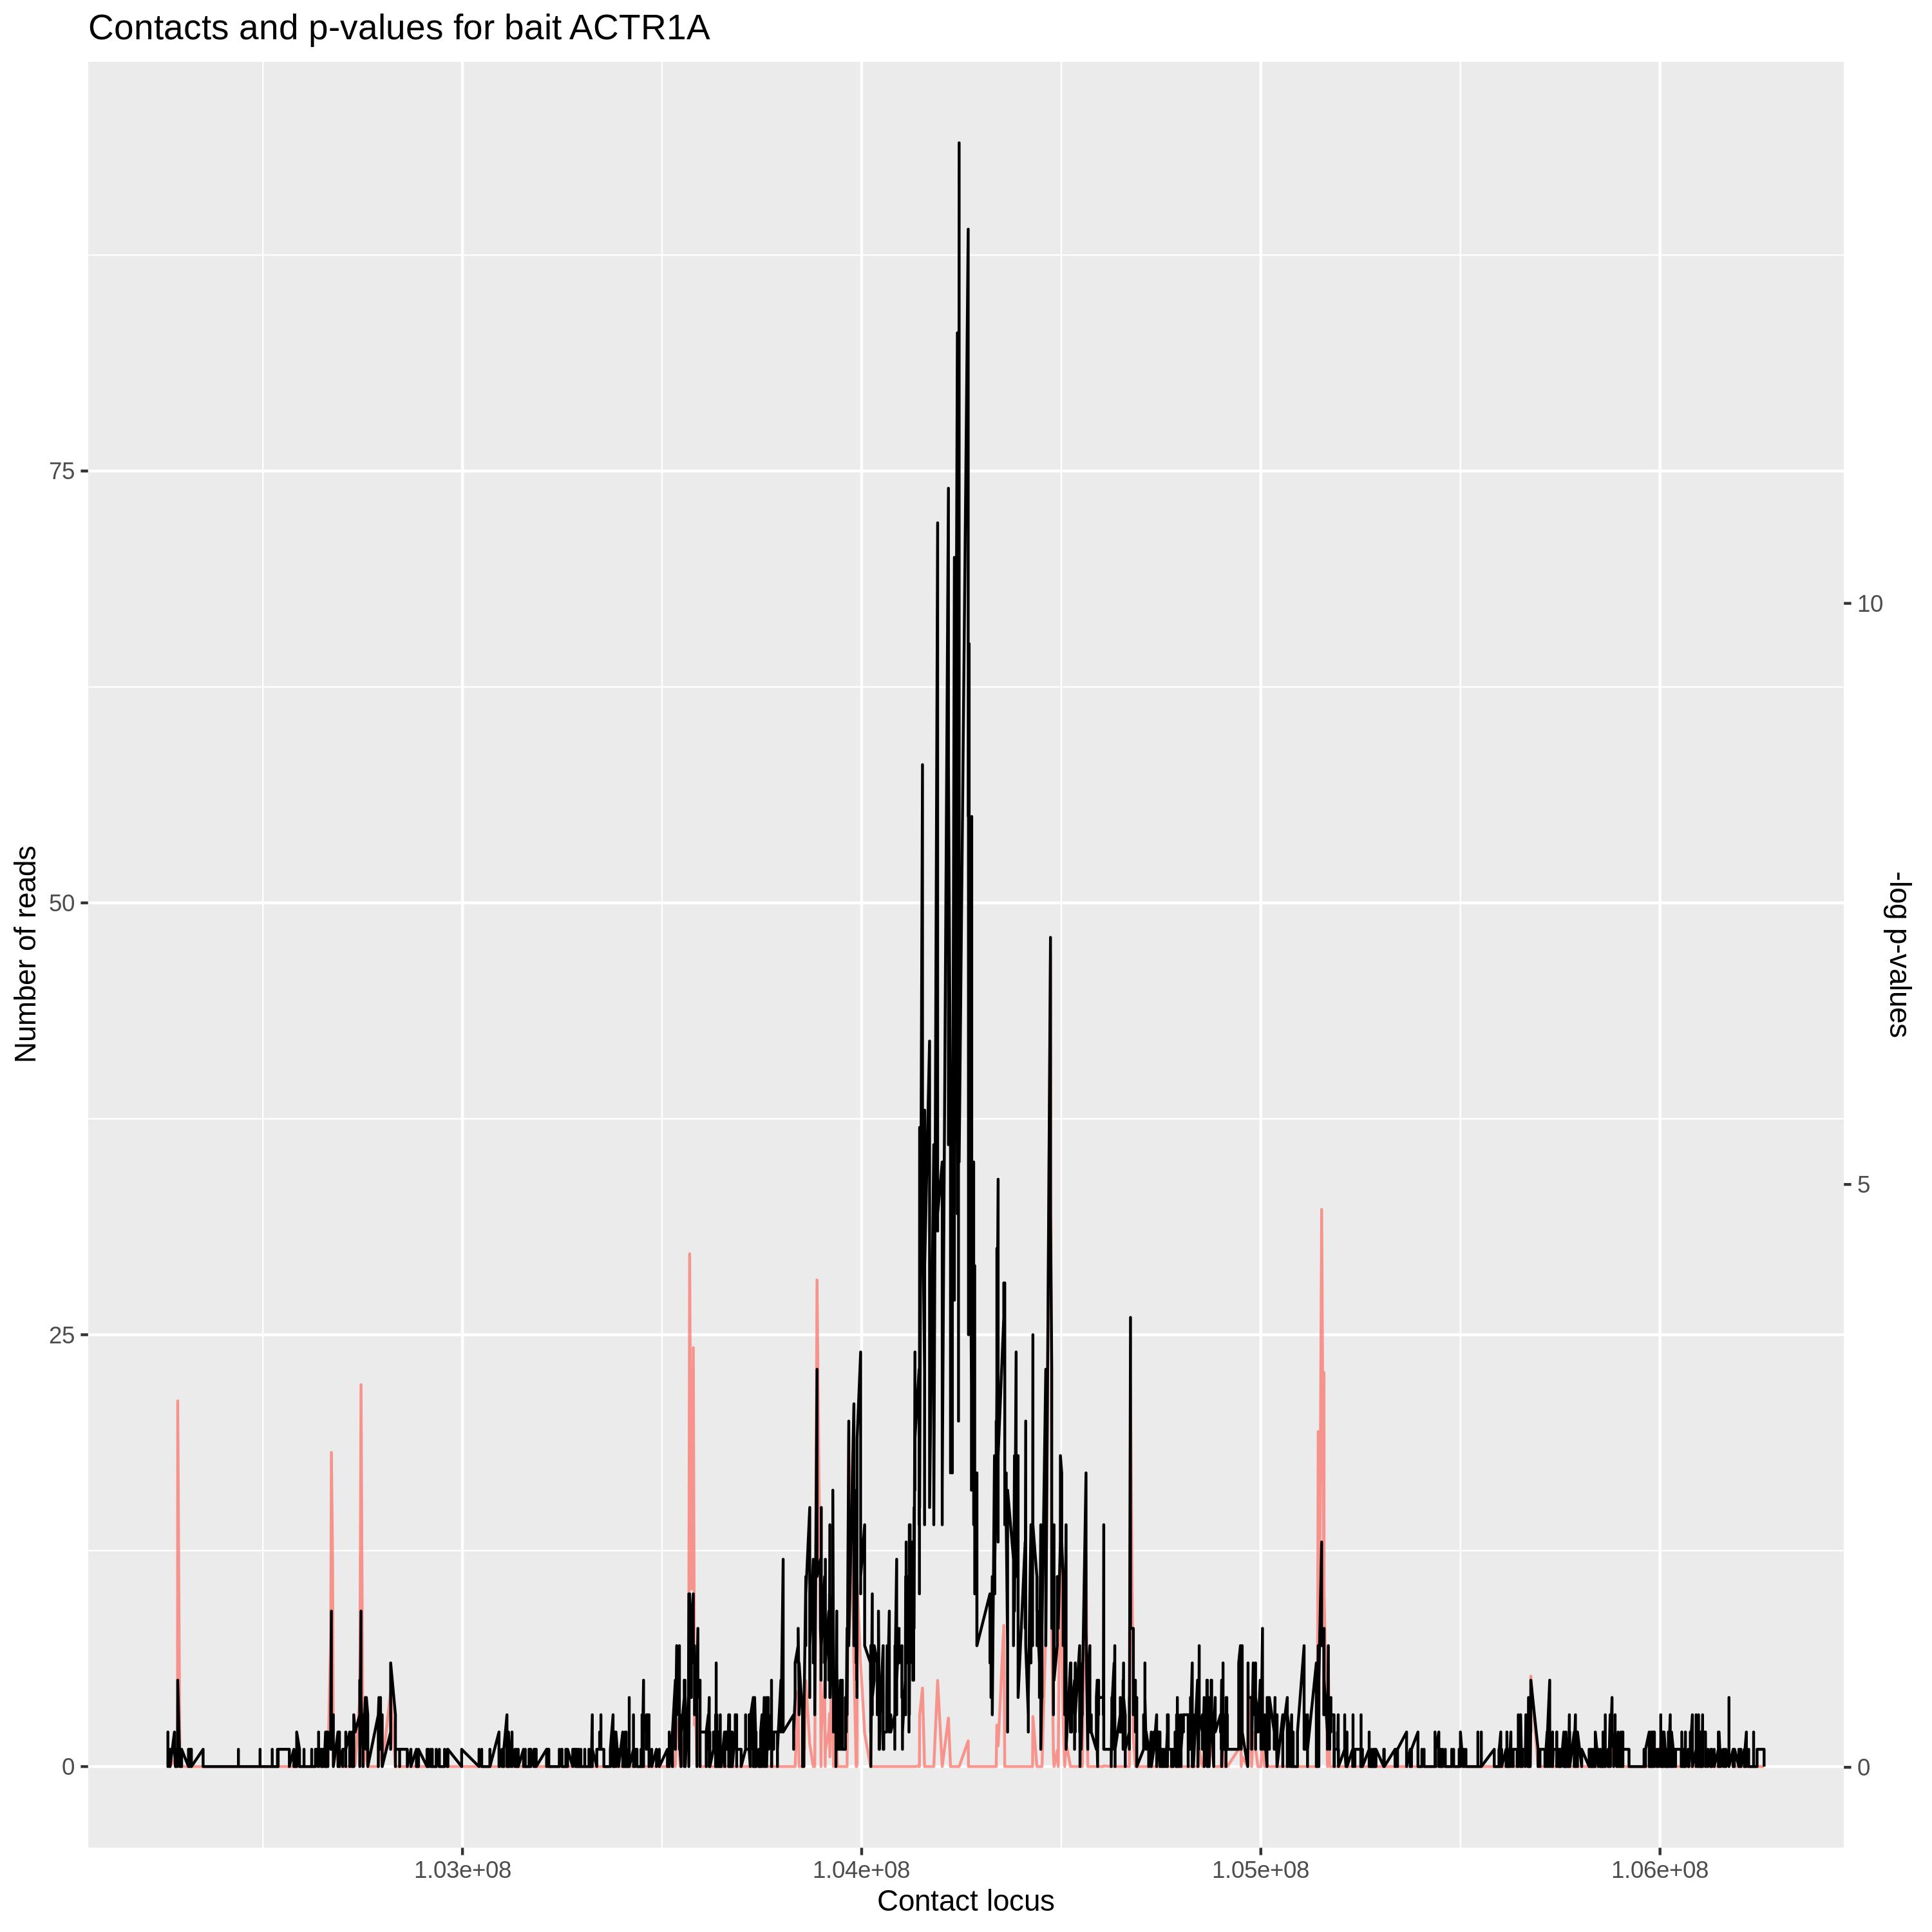 Contacts and p-values for bait ACTR1A
Number of reads
75
50
25
0
10
5
0
-log p-values
1.03e+08
1.04e+08
1.05e+08
1.06e+08
Contact locus